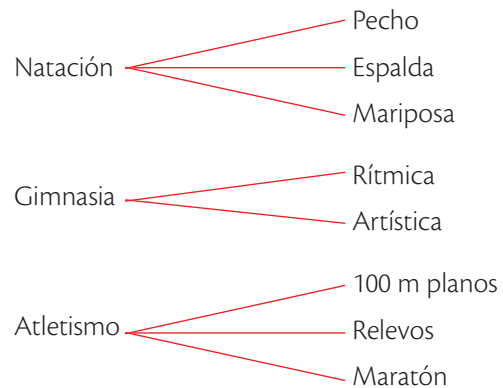 Natación
Pecho
Espalda
Mariposa
Gimnasia
Rítmica
Artística
Atletismo
100 m planos
Relevos
Maratón